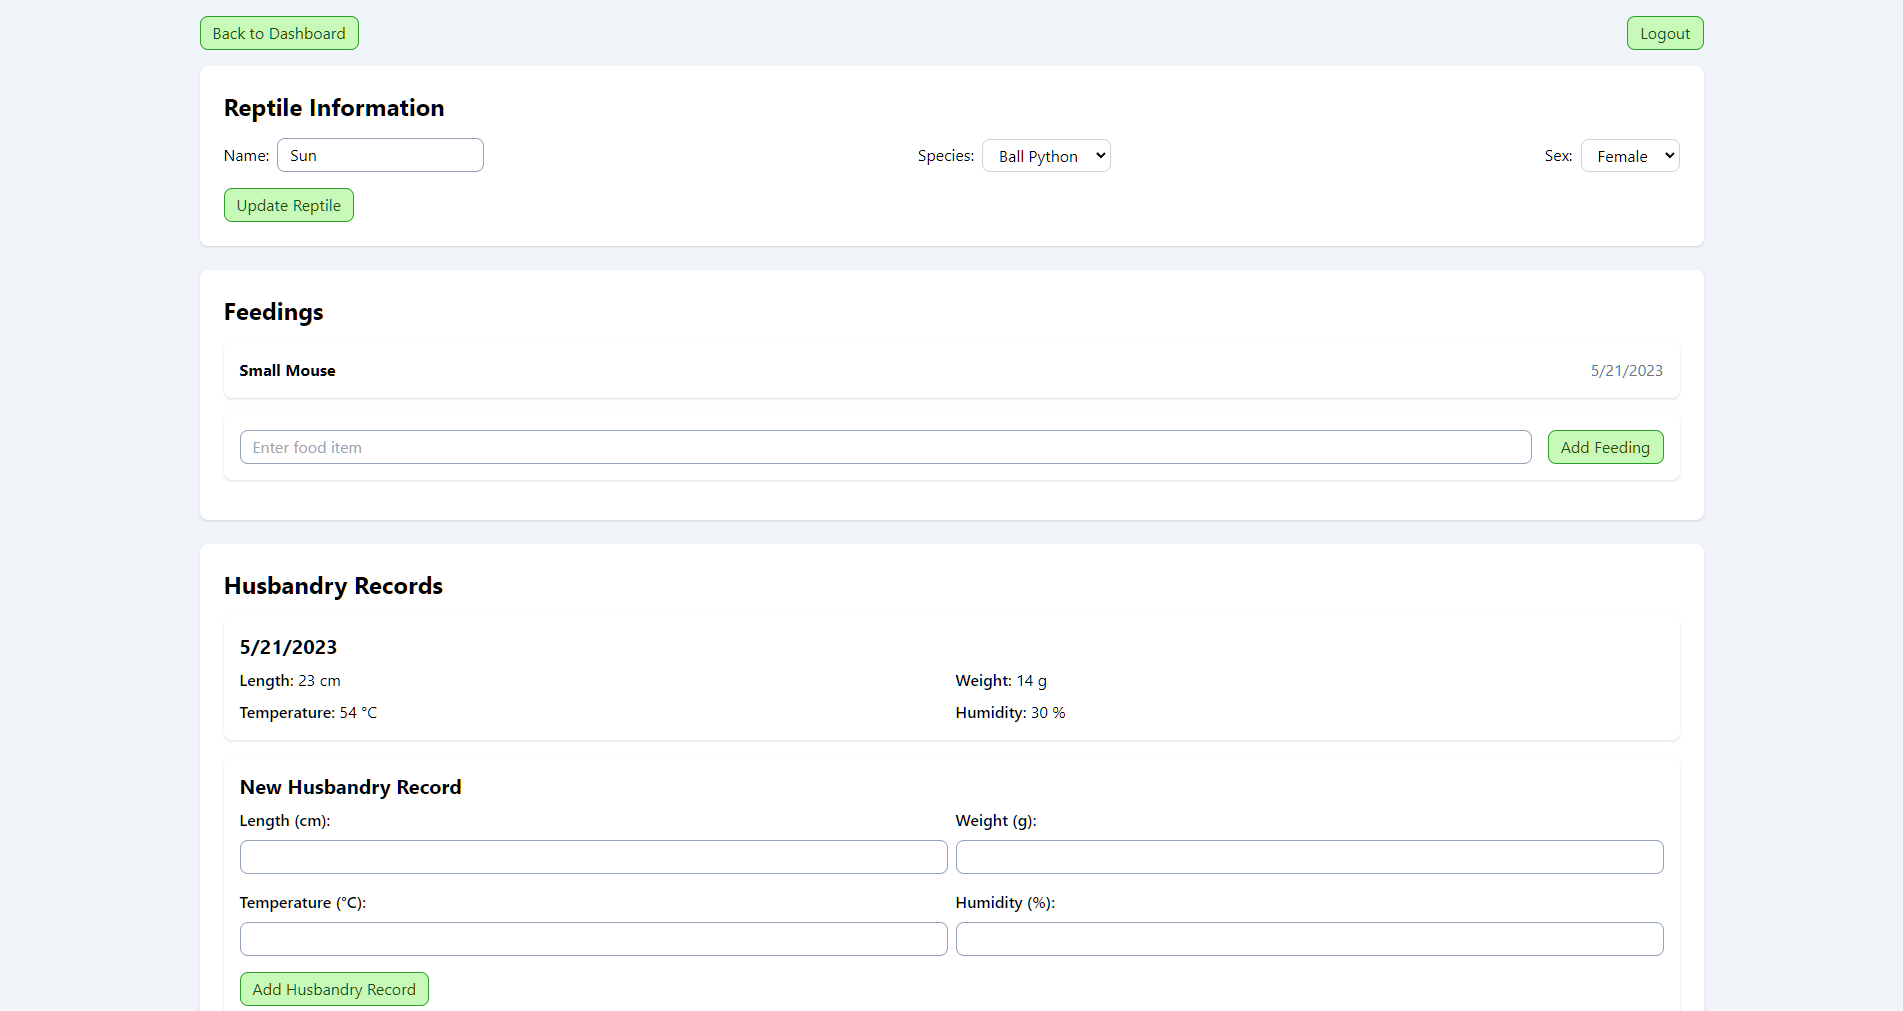 Back to Dashboard
Logout
Reptile Information
Name: Sun
Species: Ball Python
Sex: Female
Update Reptile
Feedings
Small Mouse
5/21/2023
Enter food item
Add Feeding
Husbandry Records
5/21/2023
Length: 23 cm
Weight: 14 g
Temperature: 54 °C
Humidity: 30 %
New Husbandry Record
Length (cm):
Weight (g):
Temperature (°C):
Humidity (%):
Add Husbandry Record